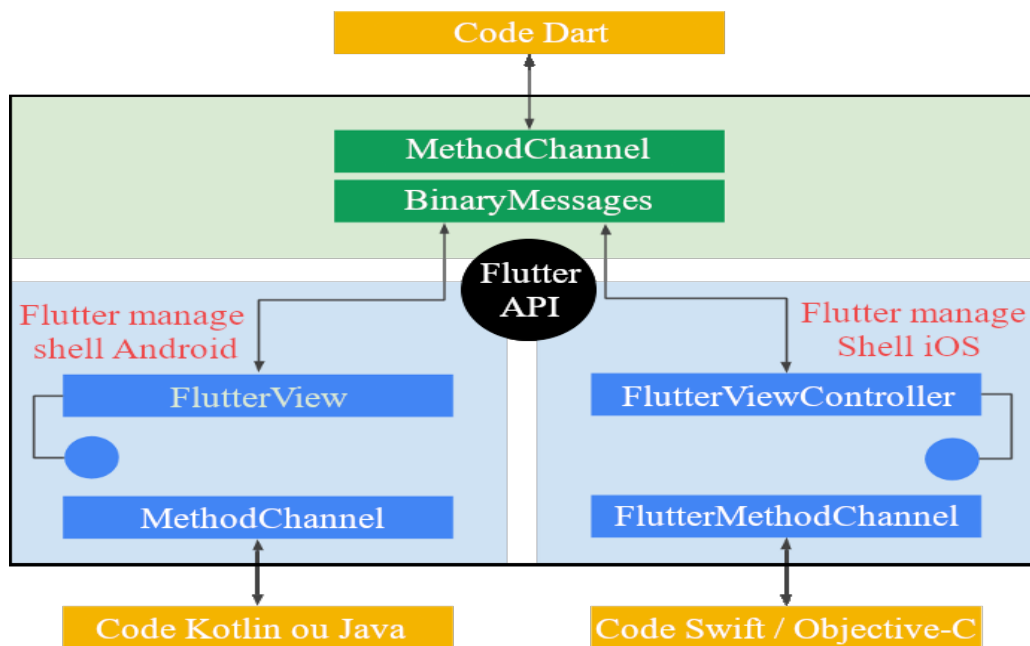 Code Dart
MethodChannel
BinaryMessages
Flutter
API
Flutter manage
shell Android
Flutter manage
Shell iOS
FlutterView
FlutterViewController
MethodChannel
FlutterMethodChannel
Code Kotlin ou Java
Code Swift / Objective-C